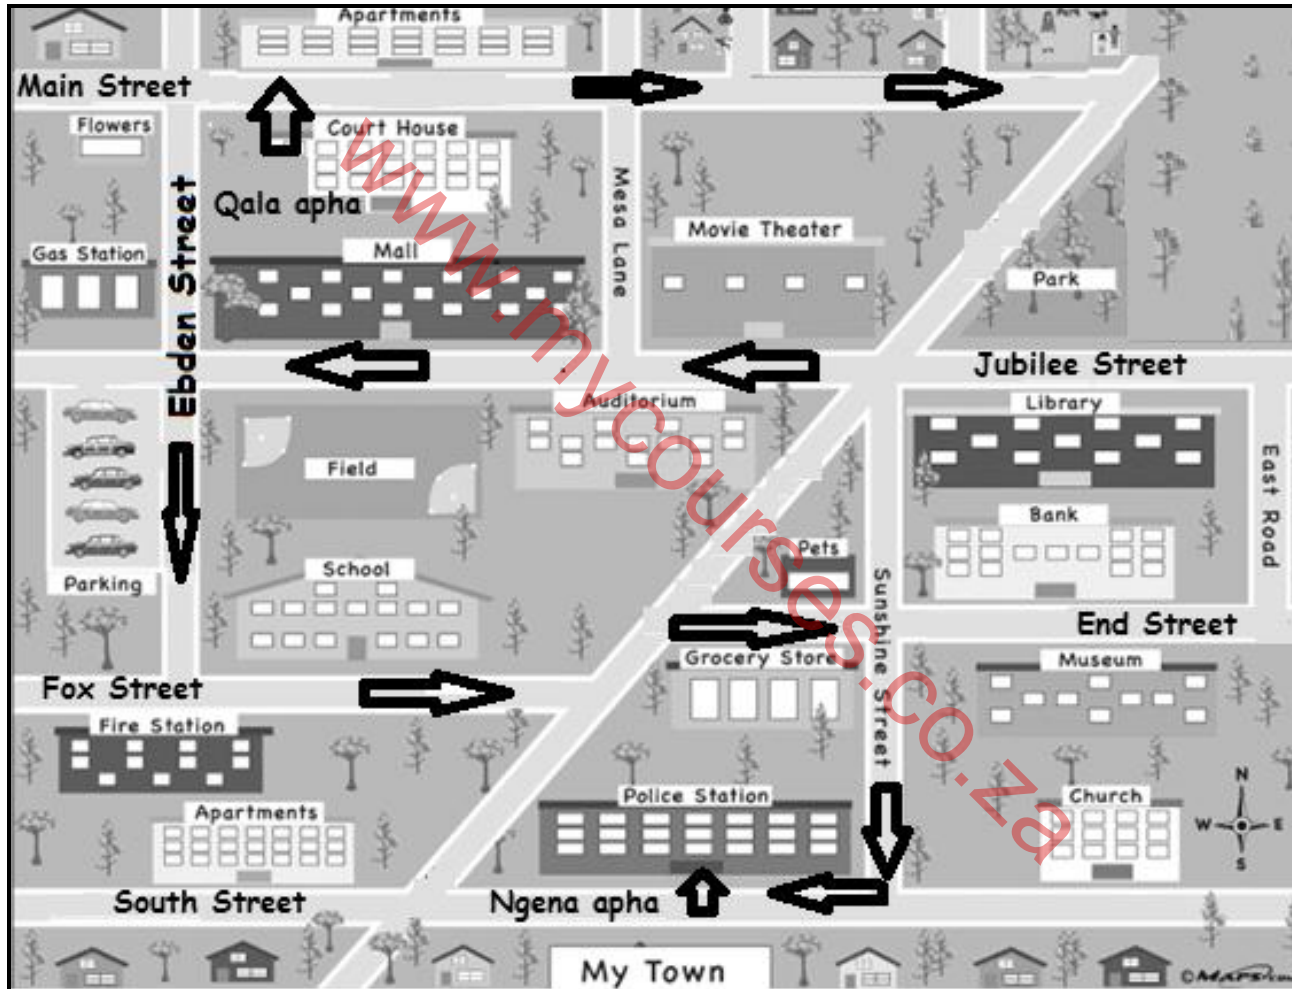 Apartments
Main Street
Flowers
Court House
Ebden Street
Mesa Lane
Qala apha
Movie Theater
Gas Station
Mall
Park
Jubilee Street
Auditorium
Library
Field
East Road
Bank
Pets
School
Parking
Sunshine Street
End Street
Grocery Store
Museum
Fox Street
Fire Station
Police Station
Church
N
W E
S
Apartments
South Street
Ngena apha
My Town
www.mycourses.co.za